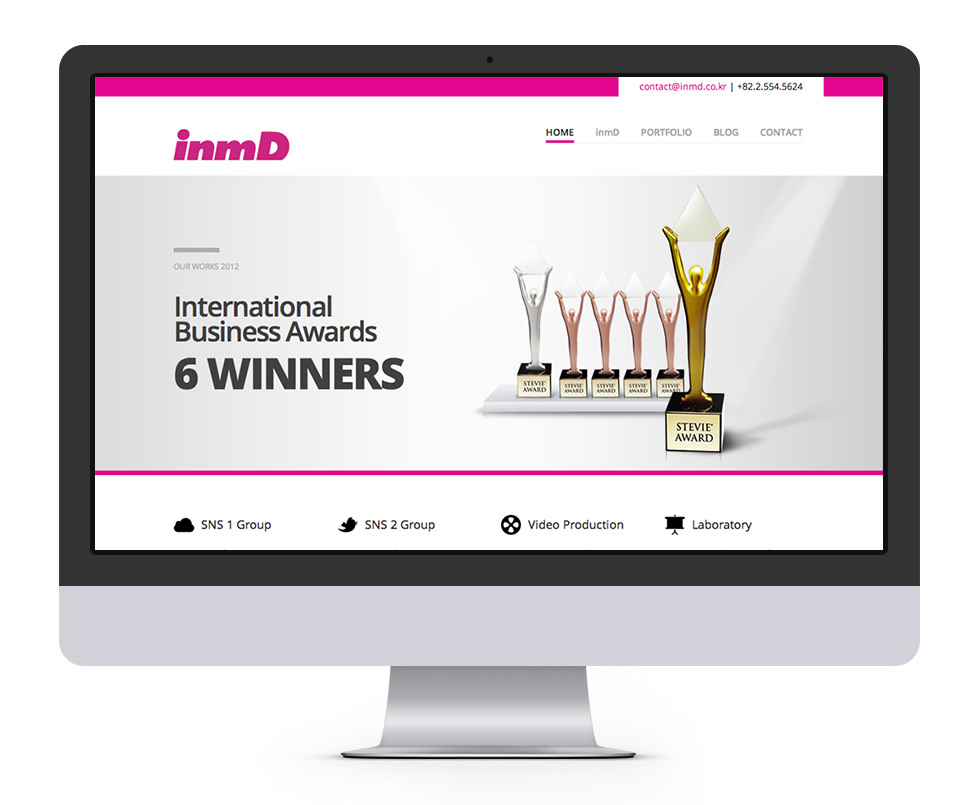 contact@inmd.co.kr | +82.2.554.5624
inmD
HOME inmD PORTFOLIO BLOG CONTACT
OUR WORKS 2012
International
Business Awards
6 WINNERS
STEVIE' AWARD
STEVIE' AWARD
STEVIE' AWARD
STEVIE' AWARD
STEVIE' AWARD
STEVIE' AWARD
SNS 1 Group SNS 2 Group Video Production Laboratory